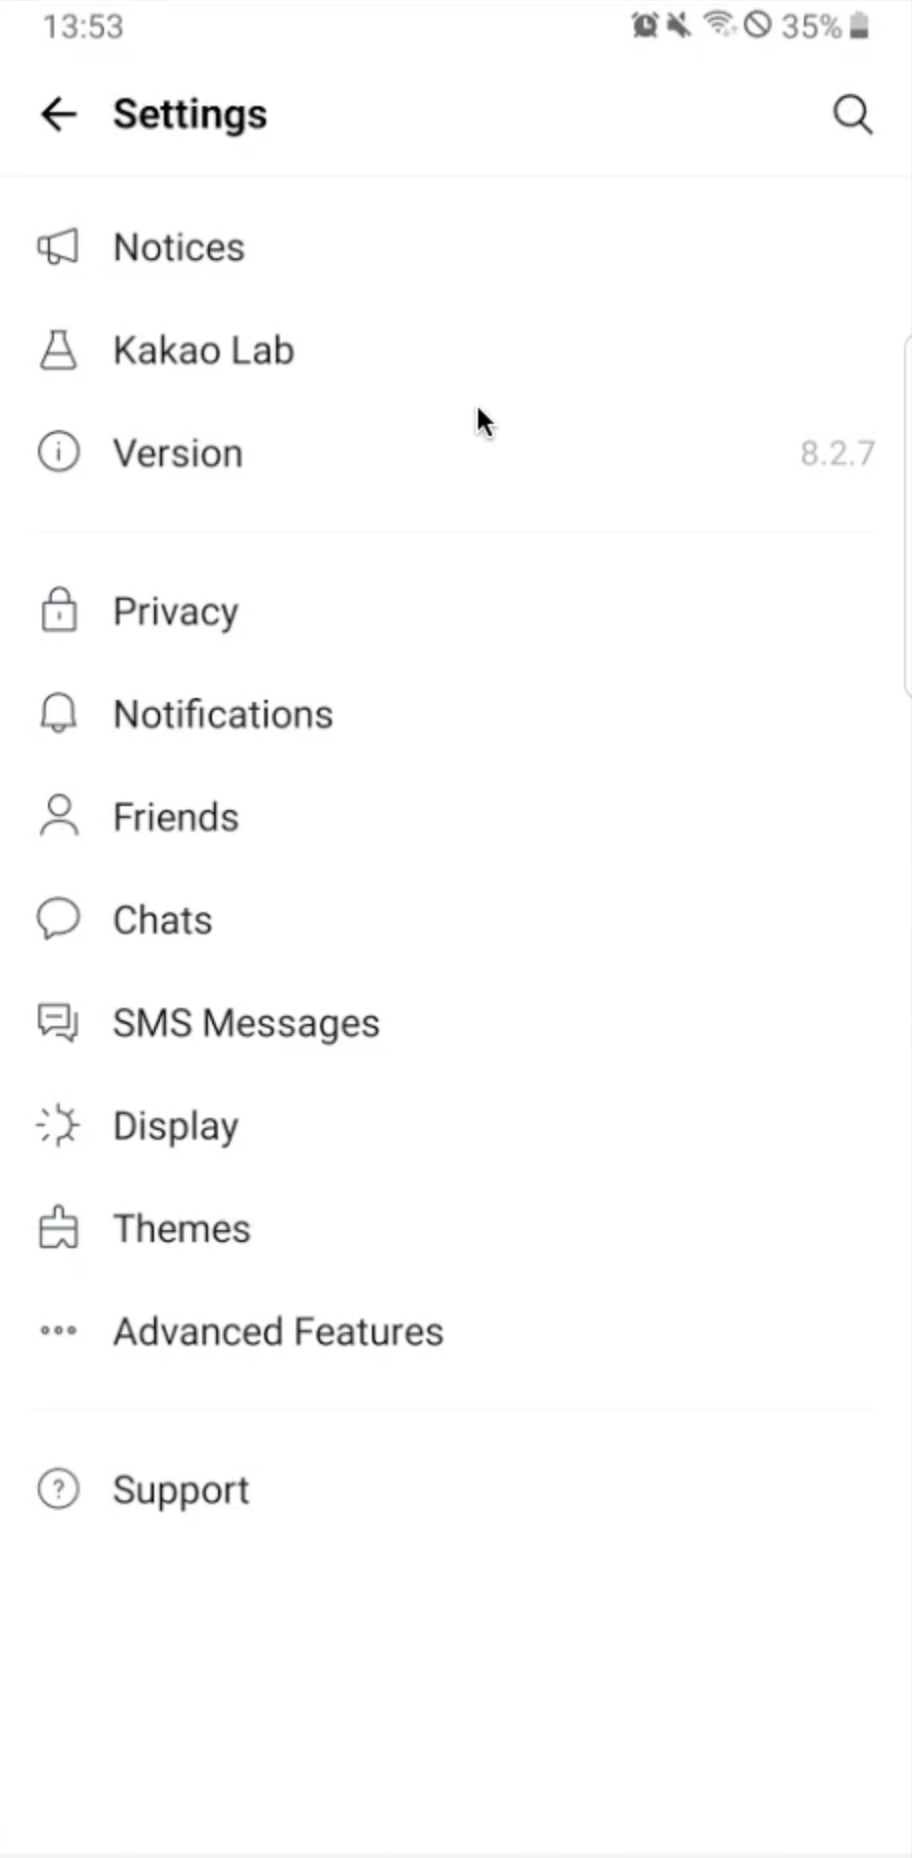 13:53 35%
Settings
Notices
Kakao Lab
Version 8.2.7
Privacy
Notifications
Friends
Chats
SMS Messages
Display
Themes
Advanced Features
Support